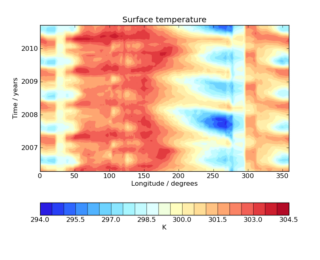 Surface temperature
2010
2009
2008
2007
Time / years
0 50 100 150 200 250 300 350
Longitude / degrees
294.0 295.5 297.0 298.5 300.0 301.5 303.0 304.5
K